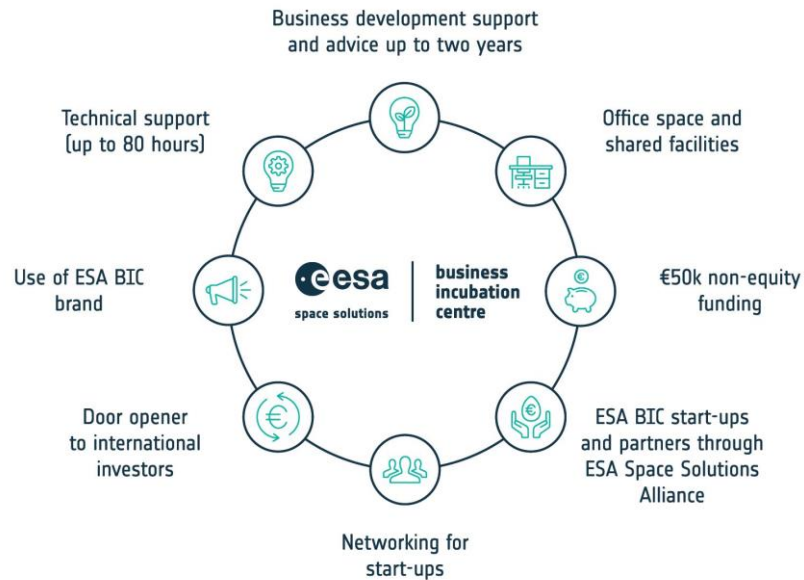 Business development support
and advice up to two years
Office space and
shared facilities
€50k non-equity
funding
ESA BIC start-ups
and partners through
ESA Space Solutions
Alliance
Networking for
start-ups
Door opener
to international
investors
Use of ESA BIC
brand
Technical support
(up to 80 hours)
esa
space solutions
business
incubation
centre